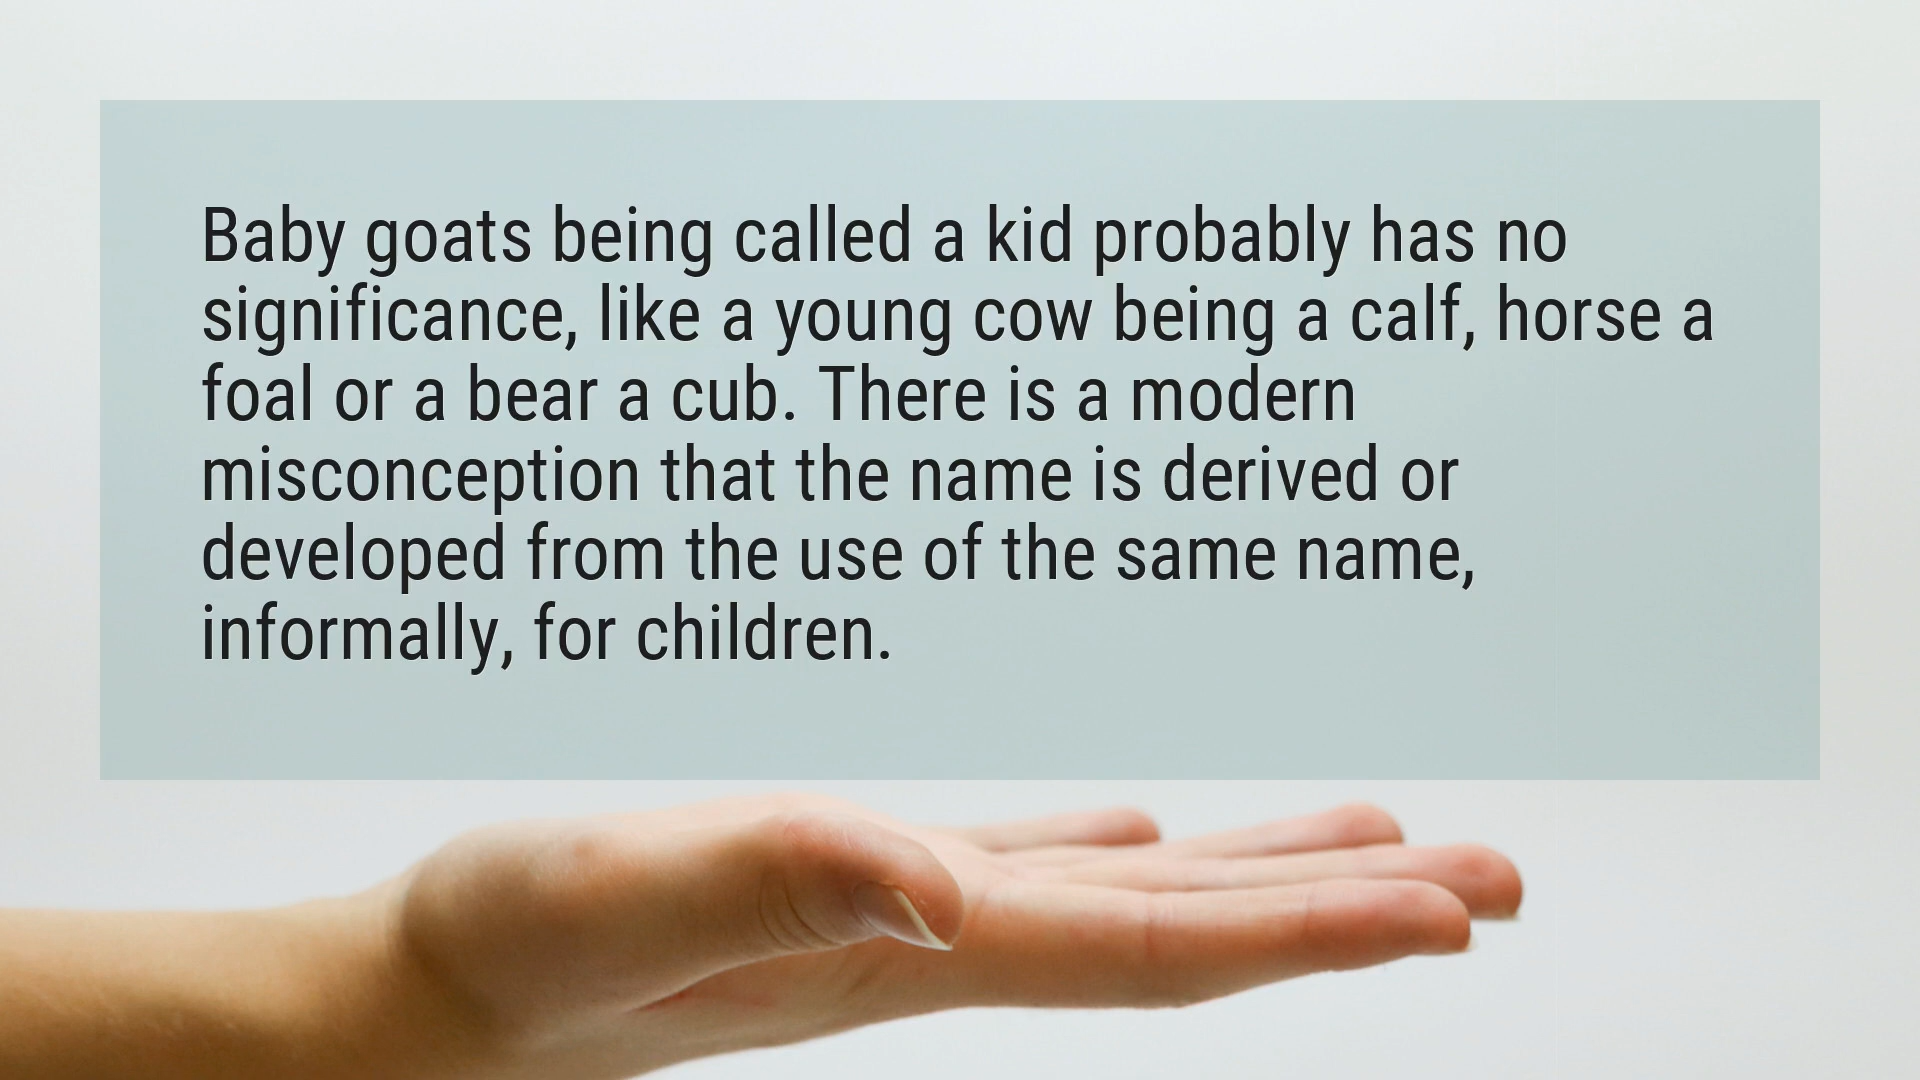 Baby goats being called a kid probably has no
significance, like a young cow being a calf, horse a
foal or a bear a cub. There is a modern
misconception that the name is derived or
developed from the use of the same name,
informally, for children.